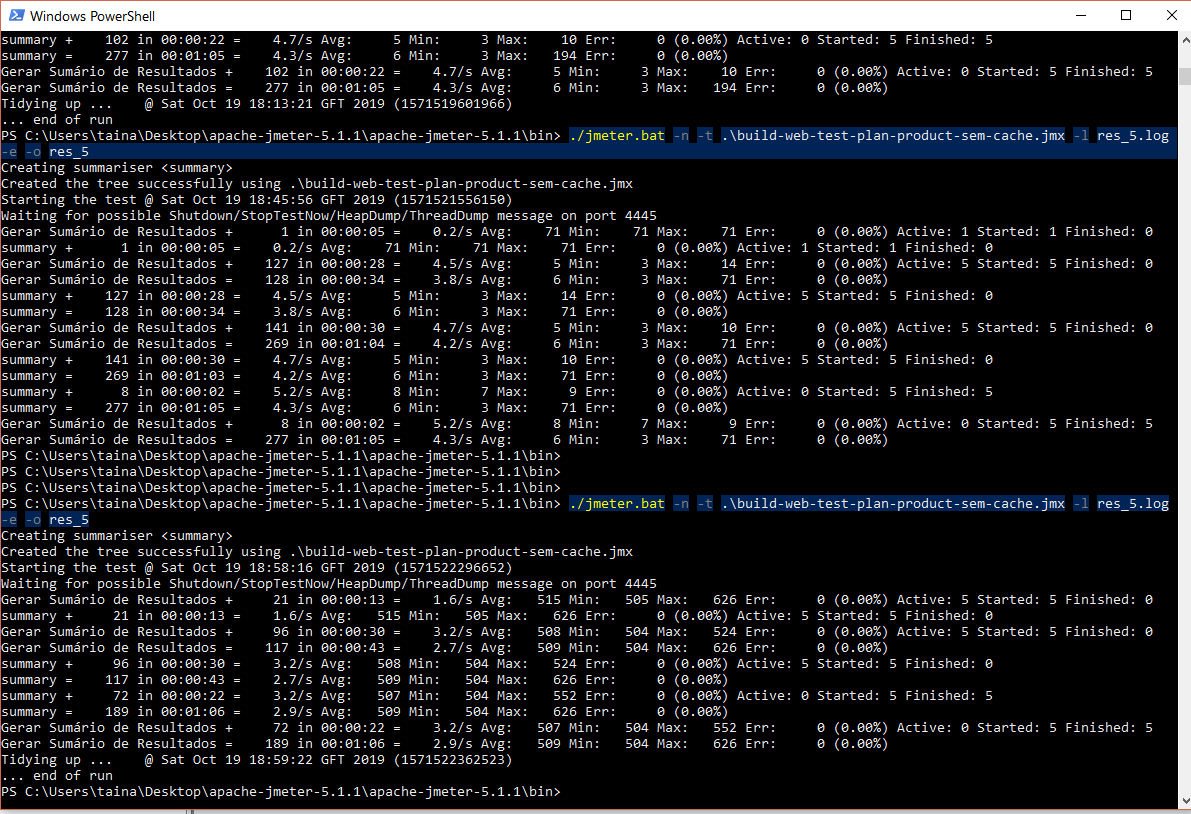 Windows PowerShell
summary +    102 in 00:00:22 =    4.7/s Avg:     5 Min:     3 Max:    10 Err:     0 (0.00%) Active: 0 Started: 5 Finished: 5
summary =    277 in 00:01:05 =    4.3/s Avg:     6 Min:     3 Max:   194 Err:     0 (0.00%)
Gerar Sumário de Resultados +    102 in 00:00:22 =    4.7/s Avg:     5 Min:     3 Max:    10 Err:     0 (0.00%) Active: 0 Started: 5 Finished: 5
Gerar Sumário de Resultados =    277 in 00:01:05 =    4.3/s Avg:     6 Min:     3 Max:   194 Err:     0 (0.00%)
Tidying up ...    @ Sat Oct 19 18:13:21 GFT 2019 (1571519601966)
... end of run
PS C:\Users\taina\Desktop\apache-jmeter-5.1.1\apache-jmeter-5.1.1\bin> ./jmeter.bat -n -t .\build-web-test-plan-product-sem-cache.jmx -l res_5.log
-e -o res_5
Creating summariser <summary>
Created the tree successfully using .\build-web-test-plan-product-sem-cache.jmx
Starting the test @ Sat Oct 19 18:45:56 GFT 2019 (1571521556150)
Waiting for possible Shutdown/StopTestNow/HeapDump/ThreadDump message on port 4445
Gerar Sumário de Resultados +      1 in 00:00:05 =    0.2/s Avg:    71 Min:    71 Max:    71 Err:     0 (0.00%) Active: 1 Started: 1 Finished: 0
summary +      1 in 00:00:05 =    0.2/s Avg:    71 Min:    71 Max:    71 Err:     0 (0.00%) Active: 1 Started: 1 Finished: 0
Gerar Sumário de Resultados +    127 in 00:00:28 =    4.5/s Avg:     5 Min:     3 Max:    14 Err:     0 (0.00%) Active: 5 Started: 5 Finished: 0
Gerar Sumário de Resultados =    128 in 00:00:34 =    3.8/s Avg:     6 Min:     3 Max:    71 Err:     0 (0.00%)
summary +    127 in 00:00:28 =    4.5/s Avg:     5 Min:     3 Max:    14 Err:     0 (0.00%) Active: 5 Started: 5 Finished: 0
summary =    128 in 00:00:34 =    3.8/s Avg:     6 Min:     3 Max:    71 Err:     0 (0.00%)
Gerar Sumário de Resultados +    141 in 00:00:30 =    4.7/s Avg:     5 Min:     3 Max:    10 Err:     0 (0.00%) Active: 5 Started: 5 Finished: 0
Gerar Sumário de Resultados =    269 in 00:01:04 =    4.2/s Avg:     6 Min:     3 Max:    71 Err:     0 (0.00%)
summary +    141 in 00:00:30 =    4.7/s Avg:     5 Min:     3 Max:    10 Err:     0 (0.00%) Active: 5 Started: 5 Finished: 0
summary =    269 in 00:01:03 =    4.2/s Avg:     6 Min:     3 Max:    71 Err:     0 (0.00%)
summary +      8 in 00:00:02 =    5.2/s Avg:     8 Min:     7 Max:     9 Err:     0 (0.00%) Active: 0 Started: 5 Finished: 5
summary =    277 in 00:01:05 =    4.3/s Avg:     6 Min:     3 Max:    71 Err:     0 (0.00%)
Gerar Sumário de Resultados +      8 in 00:00:02 =    5.2/s Avg:     8 Min:     7 Max:     9 Err:     0 (0.00%) Active: 0 Started: 5 Finished: 5
Gerar Sumário de Resultados =    277 in 00:01:05 =    4.3/s Avg:     6 Min:     3 Max:    71 Err:     0 (0.00%)
PS C:\Users\taina\Desktop\apache-jmeter-5.1.1\apache-jmeter-5.1.1\bin>
PS C:\Users\taina\Desktop\apache-jmeter-5.1.1\apache-jmeter-5.1.1\bin>
PS C:\Users\taina\Desktop\apache-jmeter-5.1.1\apache-jmeter-5.1.1\bin>
PS C:\Users\taina\Desktop\apache-jmeter-5.1.1\apache-jmeter-5.1.1\bin> ./jmeter.bat -n -t .\build-web-test-plan-product-sem-cache.jmx -l res_5.log
-e -o res_5
Creating summariser <summary>
Created the tree successfully using .\build-web-test-plan-product-sem-cache.jmx
Starting the test @ Sat Oct 19 18:58:16 GFT 2019 (1571522296652)
Waiting for possible Shutdown/StopTestNow/HeapDump/ThreadDump message on port 4445
Gerar Sumário de Resultados +     21 in 00:00:13 =    1.6/s Avg:   515 Min:   505 Max:   626 Err:     0 (0.00%) Active: 5 Started: 5 Finished: 0
summary +     21 in 00:00:13 =    1.6/s Avg:   515 Min:   505 Max:   626 Err:     0 (0.00%) Active: 5 Started: 5 Finished: 0
Gerar Sumário de Resultados +     96 in 00:00:30 =    3.2/s Avg:   508 Min:   504 Max:   524 Err:     0 (0.00%) Active: 5 Started: 5 Finished: 0
Gerar Sumário de Resultados =    117 in 00:00:43 =    2.7/s Avg:   509 Min:   504 Max:   626 Err:     0 (0.00%)
summary +     96 in 00:00:30 =    3.2/s Avg:   508 Min:   504 Max:   524 Err:     0 (0.00%) Active: 5 Started: 5 Finished: 0
summary =    117 in 00:00:43 =    2.7/s Avg:   509 Min:   504 Max:   626 Err:     0 (0.00%)
summary +     72 in 00:00:22 =    3.2/s Avg:   507 Min:   504 Max:   552 Err:     0 (0.00%) Active: 0 Started: 5 Finished: 5
summary =    189 in 00:01:06 =    2.9/s Avg:   509 Min:   504 Max:   626 Err:     0 (0.00%)
Gerar Sumário de Resultados +     72 in 00:00:22 =    3.2/s Avg:   507 Min:   504 Max:   552 Err:     0 (0.00%) Active: 0 Started: 5 Finished: 5
Gerar Sumário de Resultados =    189 in 00:01:06 =    2.9/s Avg:   509 Min:   504 Max:   626 Err:     0 (0.00%)
Tidying up ...    @ Sat Oct 19 18:59:22 GFT 2019 (1571522362523)
... end of run
PS C:\Users\taina\Desktop\apache-jmeter-5.1.1\apache-jmeter-5.1.1\bin>